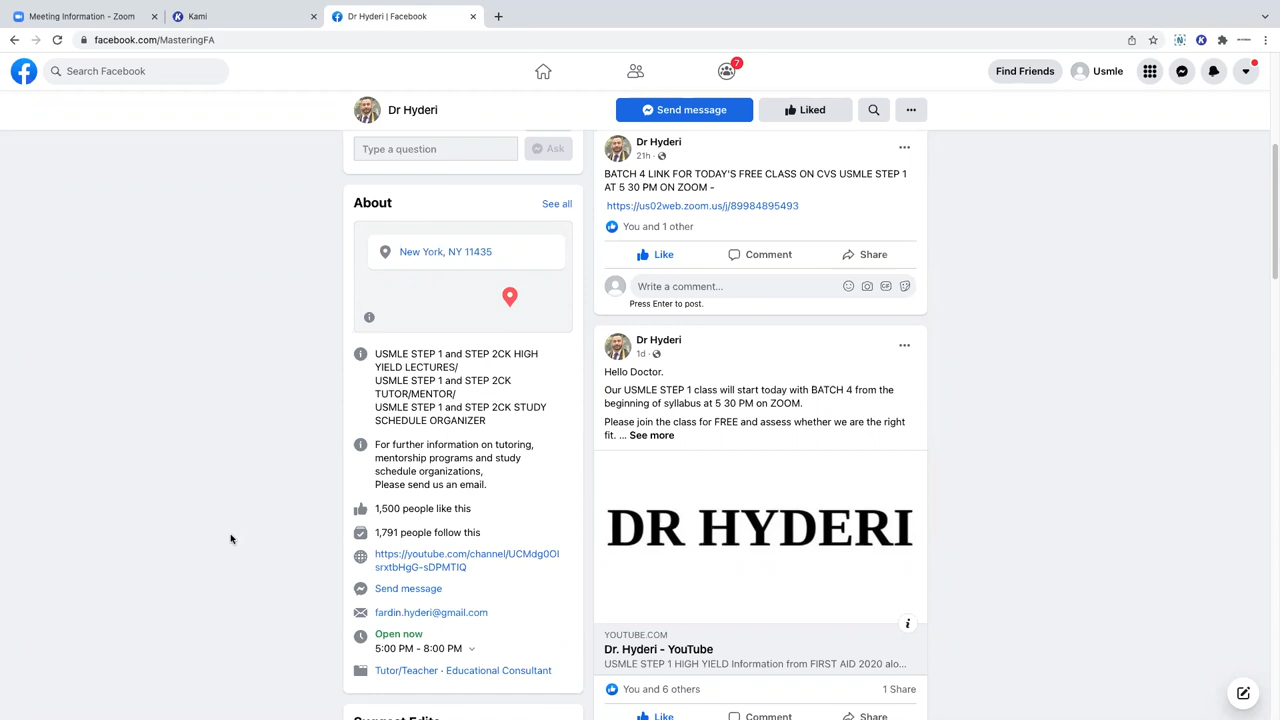 Meeting Information - Zoom
Kami
Dr Hyderi | Facebook
facebook.com/MasteringFA
Search Facebook
7
Find Friends
Usmle
Dr Hyderi
Send message
Liked
Type a question
Ask
About
See all
New York, NY 11435
USMLE STEP 1 and STEP 2CK HIGH
YIELD LECTURES/
USMLE STEP 1 and STEP 2CK
TUTOR/MENTOR/
USMLE STEP 1 and STEP 2CK STUDY
SCHEDULE ORGANIZER
For further information on tutoring,
mentorship programs and study
schedule organizations,
Please send us an email.
1,500 people like this
1,791 people follow this
https://youtube.com/channel/UCMdg0OI
srxtbHgG-sDPMTIQ
Send message
fardin.hyderi@gmail.com
Open now
5:00 PM - 8:00 PM
Tutor/Teacher · Educational Consultant
Dr Hyderi
21h ·
BATCH 4 LINK FOR TODAY'S FREE CLASS ON CVS USMLE STEP 1
AT 5 30 PM ON ZOOM -
https://us02web.zoom.us/j/89984895493
You and 1 other
Like
Comment
Share
Write a comment...
Press Enter to post.
Dr Hyderi
1d ·
Hello Doctor.
Our USMLE STEP 1 class will start today with BATCH 4 from the
beginning of syllabus at 5 30 PM on ZOOM.
Please join the class for FREE and assess whether we are the right
fit. ... See more
DR HYDERI
YOUTUBE.COM
Dr. Hyderi - YouTube
USMLE STEP 1 HIGH YIELD Information from FIRST AID 2020 alo...
You and 6 others
1 Share
Like
Comment
Share
Suggest Edits